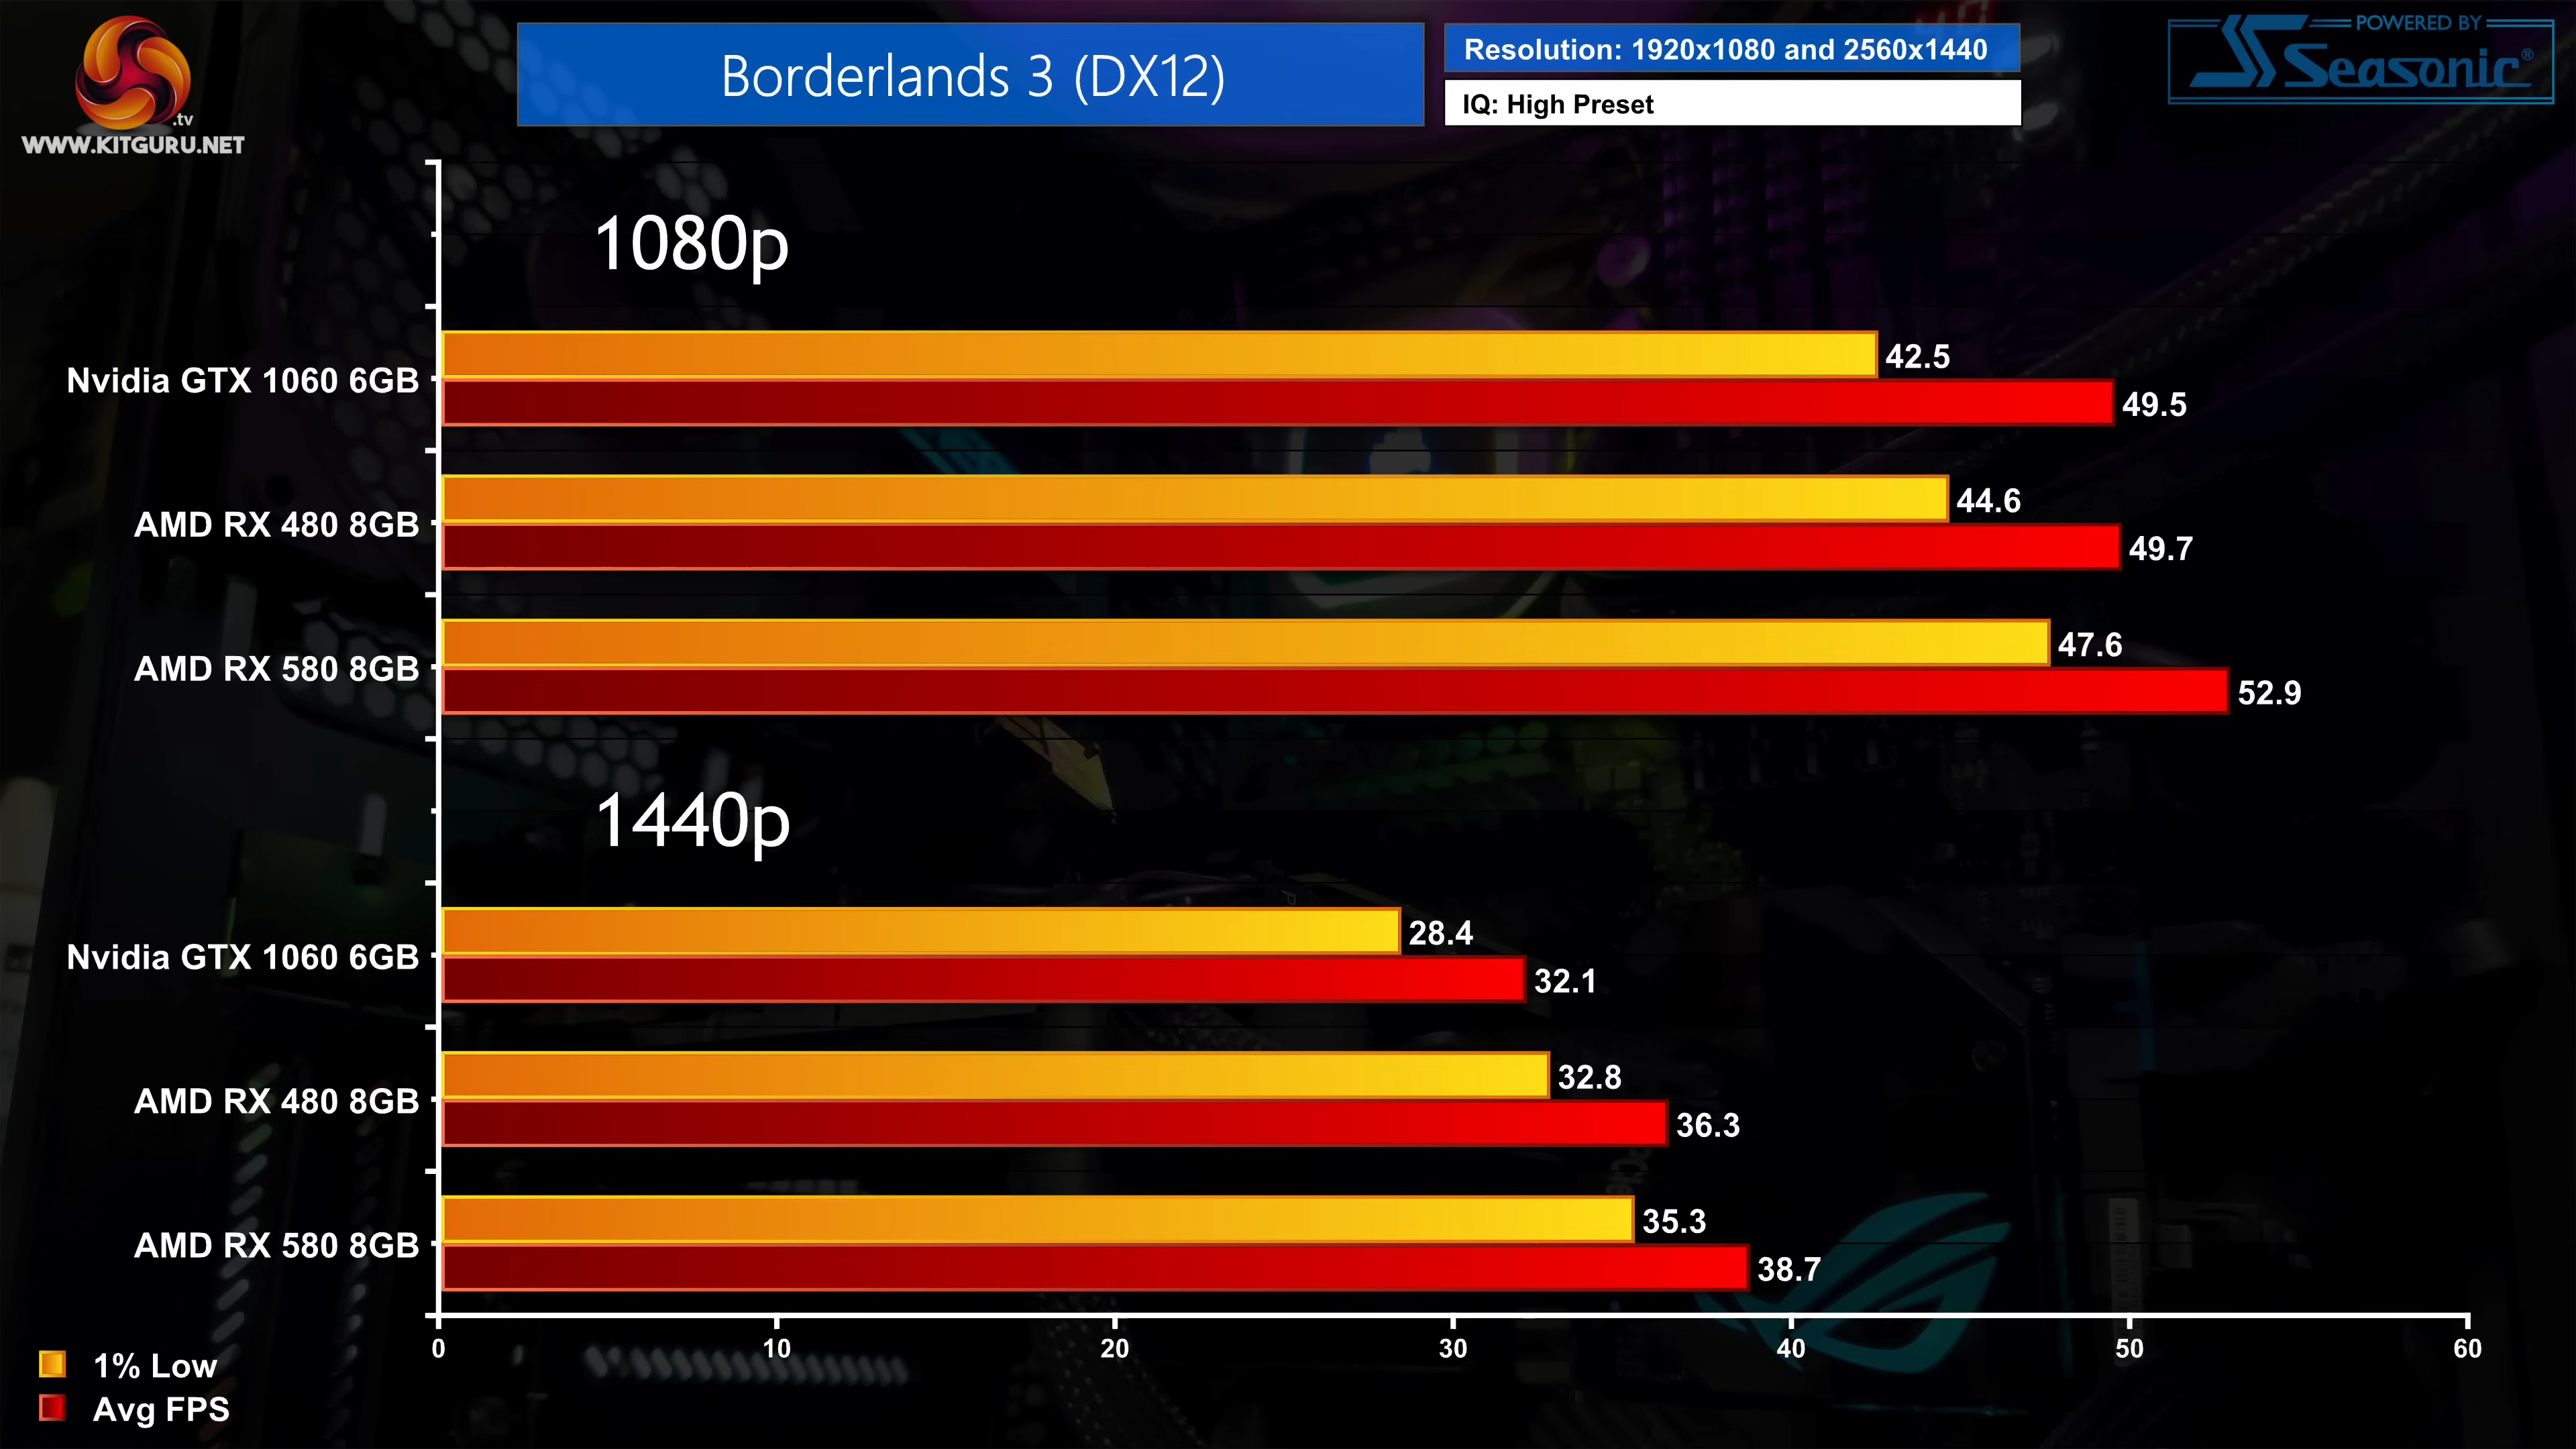 .tv
WWW.KITGURU.NET
Borderlands 3 (DX12)
Resolution: 1920x1080 and 2560x1440
IQ: High Preset
POWERED BY
Seasonic®
1080p
Nvidia GTX 1060 6GB
42.5
49.5
AMD RX 480 8GB
44.6
49.7
AMD RX 580 8GB
47.6
52.9
1440p
Nvidia GTX 1060 6GB
28.4
32.1
AMD RX 480 8GB
32.8
36.3
AMD RX 580 8GB
35.3
38.7
0 10 20 30 40 50 60
1% Low
Avg FPS